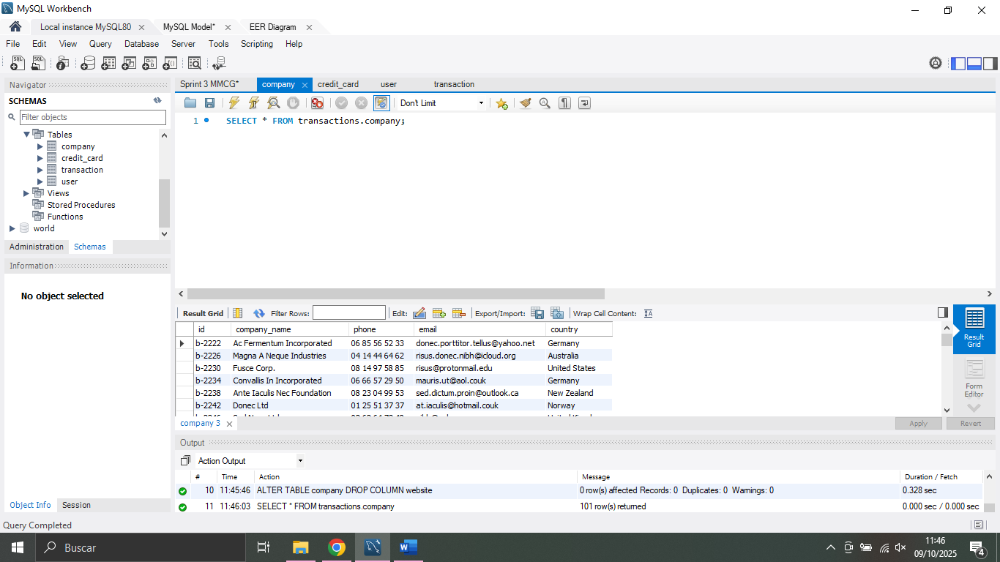 MySQL Workbench
Local instance MySQL80 MySQL Model* EER Diagram
File Edit View Query Database Server Tools Scripting Help
Navigator
SCHEMAS
Filter objects
Tables
company
credit_card
transaction
user
Views
Stored Procedures
Functions
world
Administration Schemas
Information
No object selected
Object Info Session
Sprint 3 MMCG* company credit_card user transaction
Don't Limit
1 SELECT * FROM transactions.company;
Result Grid Filter Rows: Edit: Export/Import: Wrap Cell Content:
id company_name phone email country
b-2222 Ac Fermentum Incorporated 06 85 56 52 33 donec.porttitor.tellus@yahoo.net Germany
b-2226 Magna A Neque Industries 04 14 44 64 62 risus.donec.nibh@icloud.org Australia
b-2230 Fusce Corp. 08 14 97 58 85 risus@protonmail.edu United States
b-2234 Convallis In Incorporated 06 66 57 29 50 mauris.ut@aol.couk Germany
b-2238 Ante Iaculis Nec Foundation 08 23 04 99 53 sed.dictum.proin@outlook.ca New Zealand
b-2242 Donec Ltd 01 25 51 37 37 at.iaculis@hotmail.couk Norway
Result
Grid
Form
Editor
company 3 Apply Revert
Output
Action Output
# Time Action Message Duration / Fetch
10 11:45:46 ALTER TABLE company DROP COLUMN website 0 row(s) affected Records: 0 Duplicates: 0 Warnings: 0 0.328 sec
11 11:46:03 SELECT * FROM transactions.company 101 row(s) returned 0.000 sec / 0.000 sec
Query Completed
Buscar
11:46
09/10/2025
4